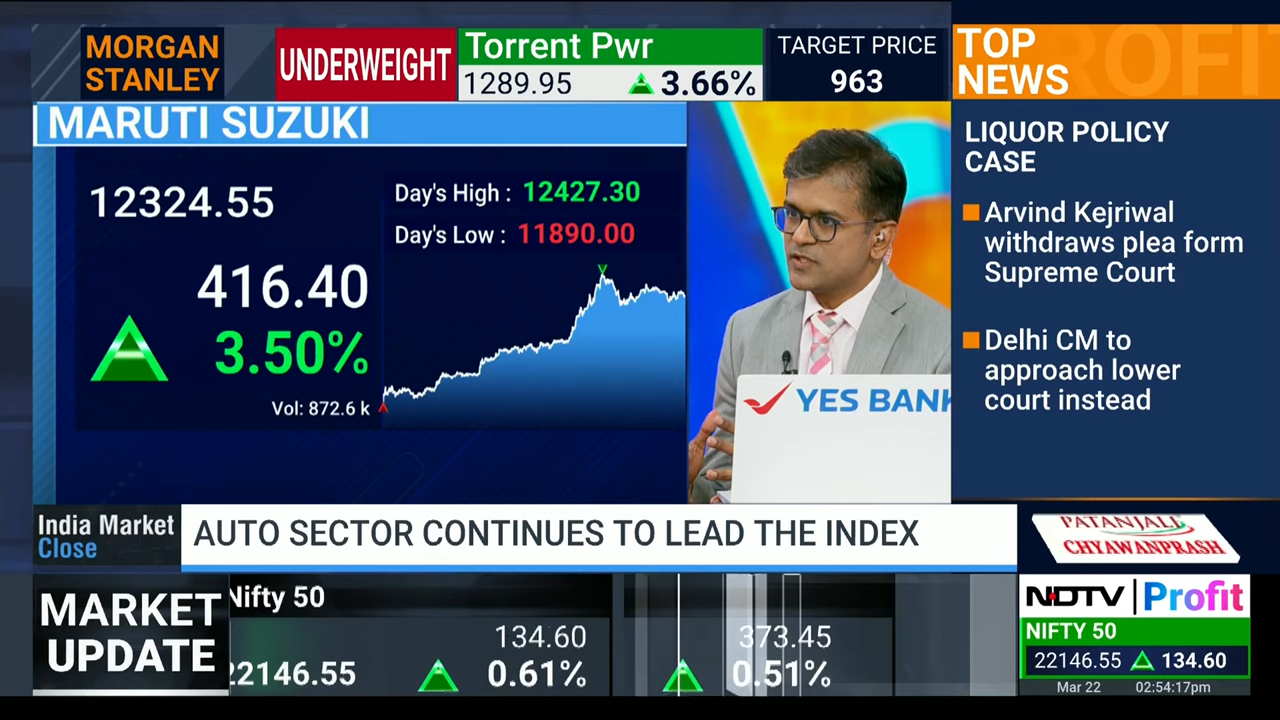 MORGAN
STANLEY
UNDERWEIGHT
Torrent Pwr
1289.95 3.66%
TARGET PRICE
963
TOP
NEWS
MARUTI SUZUKI
12324.55
416.40
3.50%
Vol: 872.6 k
Day's High : 12427.30
Day's Low : 11890.00
YES BANK
LIQUOR POLICY
CASE
Arvind Kejriwal
withdraws plea form
Supreme Court
Delhi CM to
approach lower
court instead
India Market
Close
AUTO SECTOR CONTINUES TO LEAD THE INDEX
PATANJALI
CHYAWANPRASH
MARKET
UPDATE
Nifty 50
134.60
22146.55 0.61%
373.45
0.51%
NDTV Profit
NIFTY 50
22146.55 134.60
Mar 22 02:54:17pm